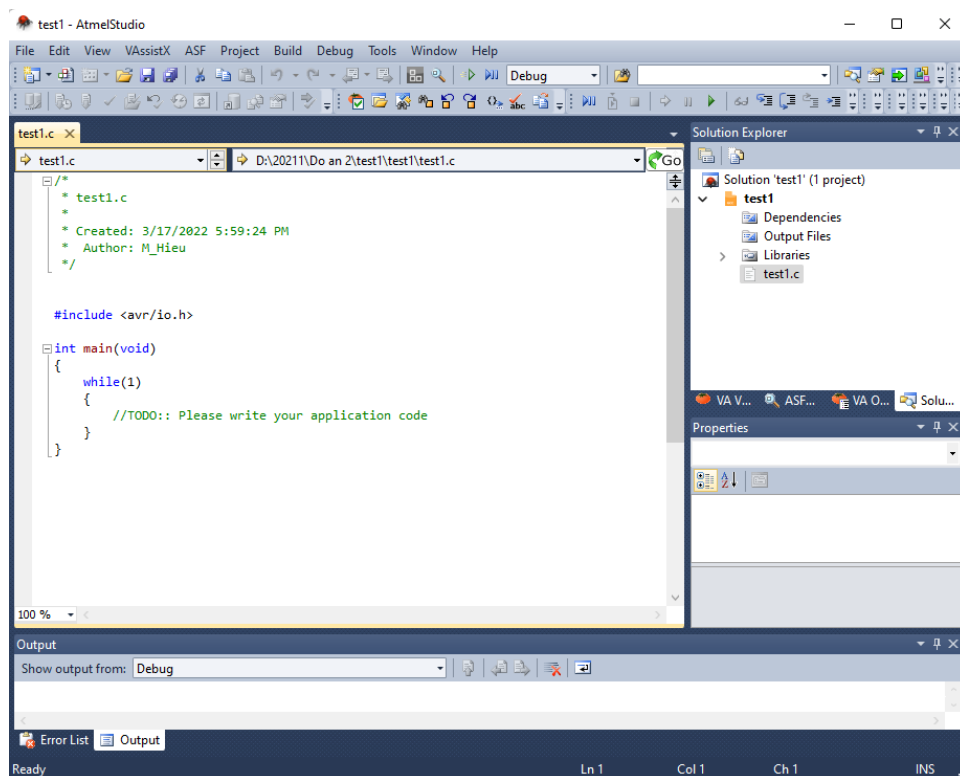 test1 - AtmelStudio
File Edit View VAssistX ASF Project Build Debug Tools Window Help
Debug
test1.c
Solution Explorer
test1.c D:\20211\Do an 2\test1\test1\test1.c Go
/*
* test1.c
*
* Created: 3/17/2022 5:59:24 PM
* Author: M_Hieu
*/
#include <avr/io.h>
int main(void)
{
while(1)
{
//TODO:: Please write your application code
}
}
100 %
Solution 'test1' (1 project)
test1
Dependencies
Output Files
Libraries
test1.c
VA V... ASF... VA O... Solu...
Properties
Output
Show output from: Debug
Error List Output
Ready Ln 1 Col 1 Ch 1 INS